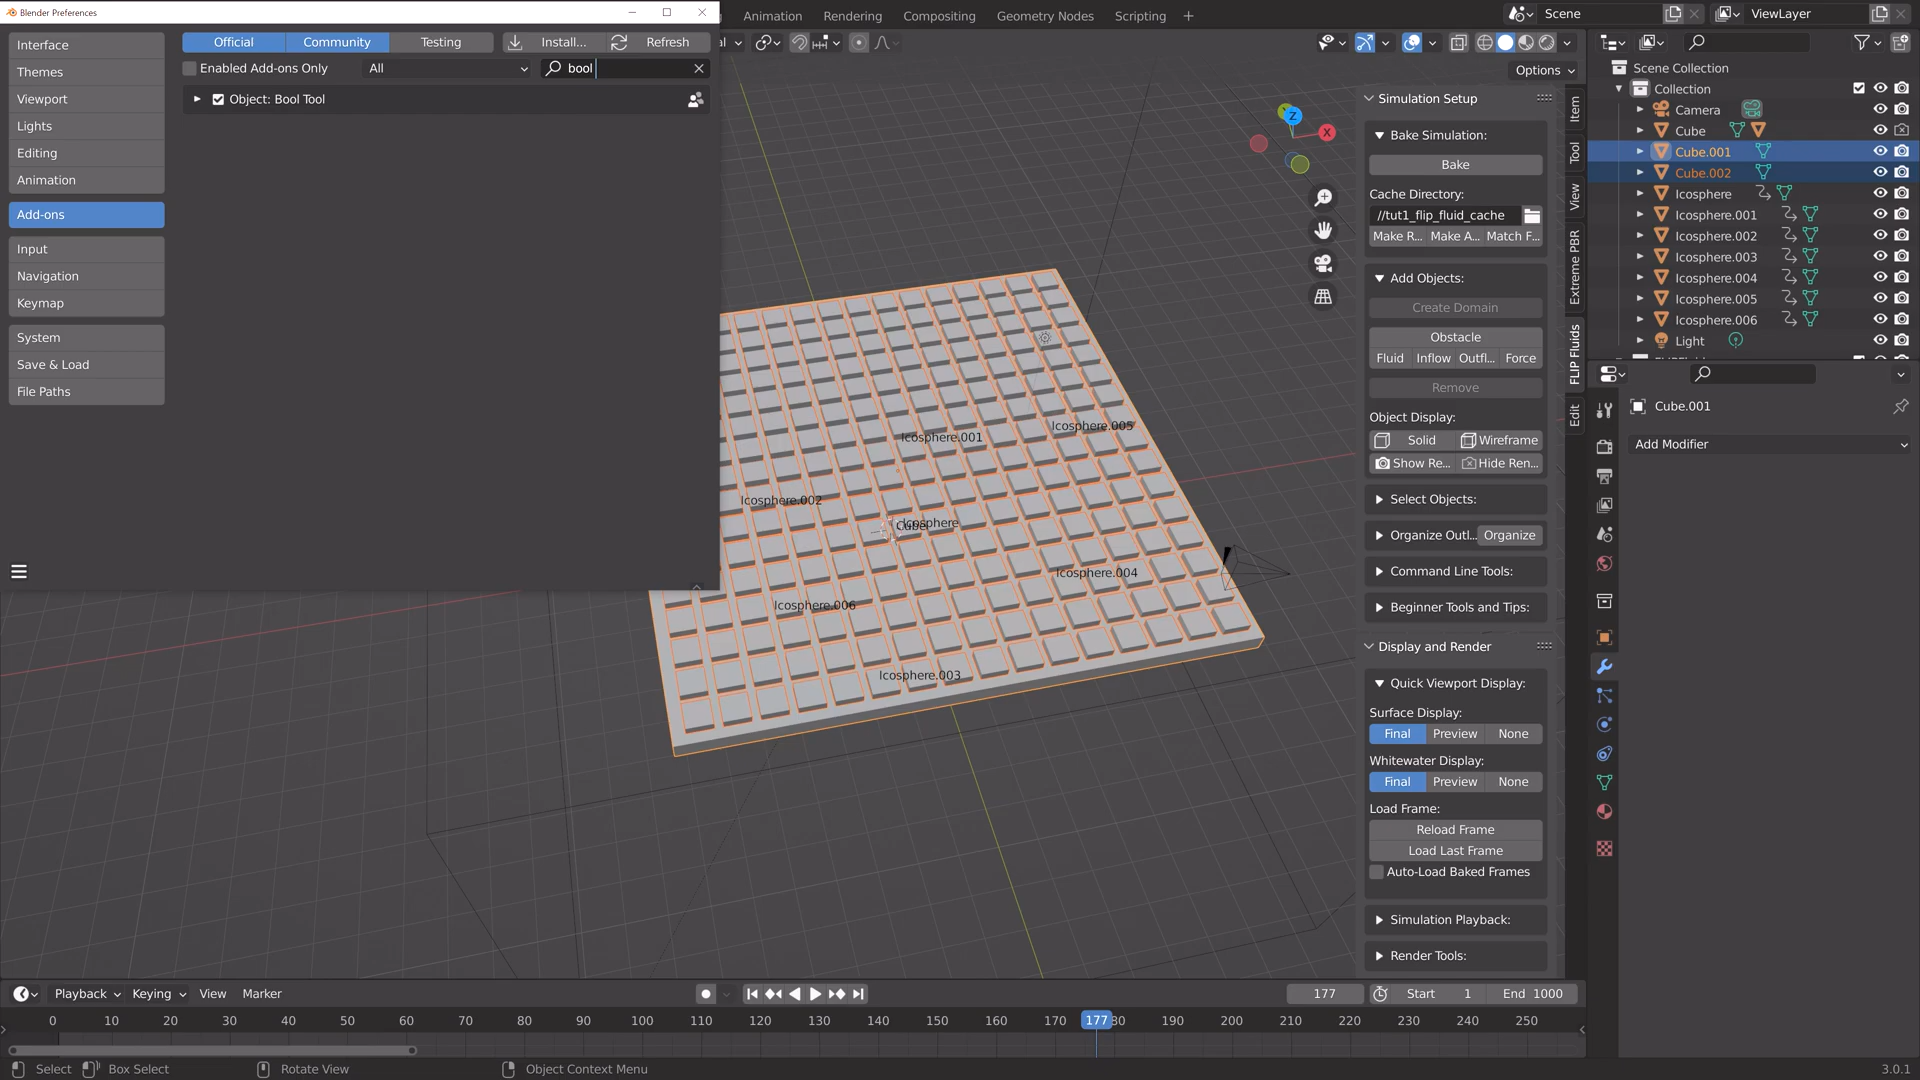 Blender Preferences
Interface
Themes
Viewport
Lights
Editing
Animation
Add-ons
Input
Navigation
Keymap
System
Save & Load
File Paths
Official
Community
Testing
Install...
Refresh
Enabled Add-ons Only
All
bool
Object: Bool Tool
Animation
Rendering
Compositing
Geometry Nodes
Scripting
Scene
ViewLayer
Options
Z
X
Icosphere.001
Icosphere.005
Icosphere.002
Icosphere
Cube
Icosphere.004
Icosphere.006
Icosphere.003
Simulation Setup
Bake Simulation:
Bake
Cache Directory:
//tut1_flip_fluid_cache
Make R... Make A... Match F...
Add Objects:
Create Domain
Obstacle
Fluid Inflow Outfl... Force
Remove
Object Display:
Solid Wireframe
Show Re... Hide Ren...
Select Objects:
Organize Outl... Organize
Command Line Tools:
Beginner Tools and Tips:
Display and Render
Quick Viewport Display:
Surface Display:
Final Preview None
Whitewater Display:
Final Preview None
Load Frame:
Reload Frame
Load Last Frame
Auto-Load Baked Frames
Simulation Playback:
Render Tools:
Item
Tool
View
Extreme PBR
FLIP Fluids
Edit
Scene Collection
Collection
Camera
Cube
Cube.001
Cube.002
Icosphere
Icosphere.001
Icosphere.002
Icosphere.003
Icosphere.004
Icosphere.005
Icosphere.006
Light
Cube.001
Add Modifier
Playback Keying View Marker
177 Start 1 End 1000
0 10 20 30 40 50 60 70 80 90 100 110 120 130 140 150 160 170 177 80 190 200 210 220 230 240 250
Select Box Select Rotate View Object Context Menu 3.0.1